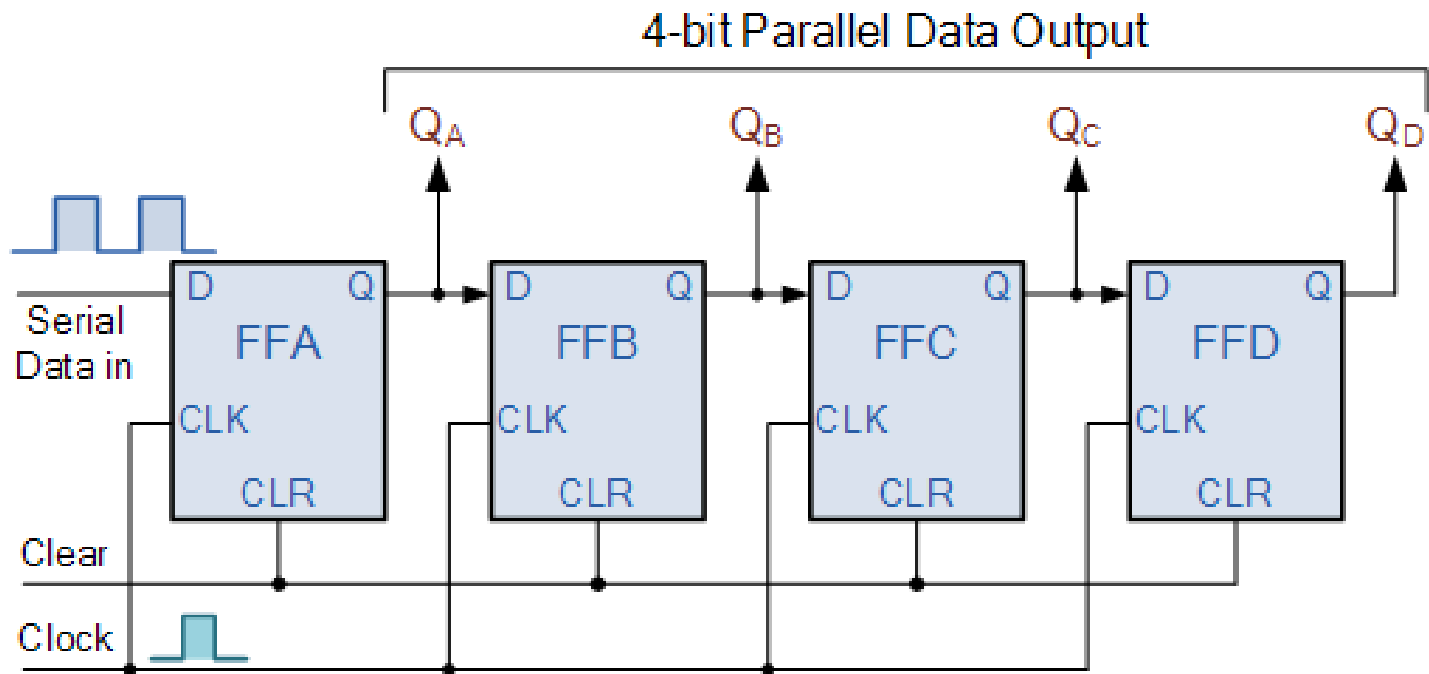 4-bit Parallel Data Output
QA QB QC QD
D Q D Q D Q D Q
Serial
Data in
FFA FFB FFC FFD
CLK CLK CLK CLK
CLR CLR CLR CLR
Clear
Clock